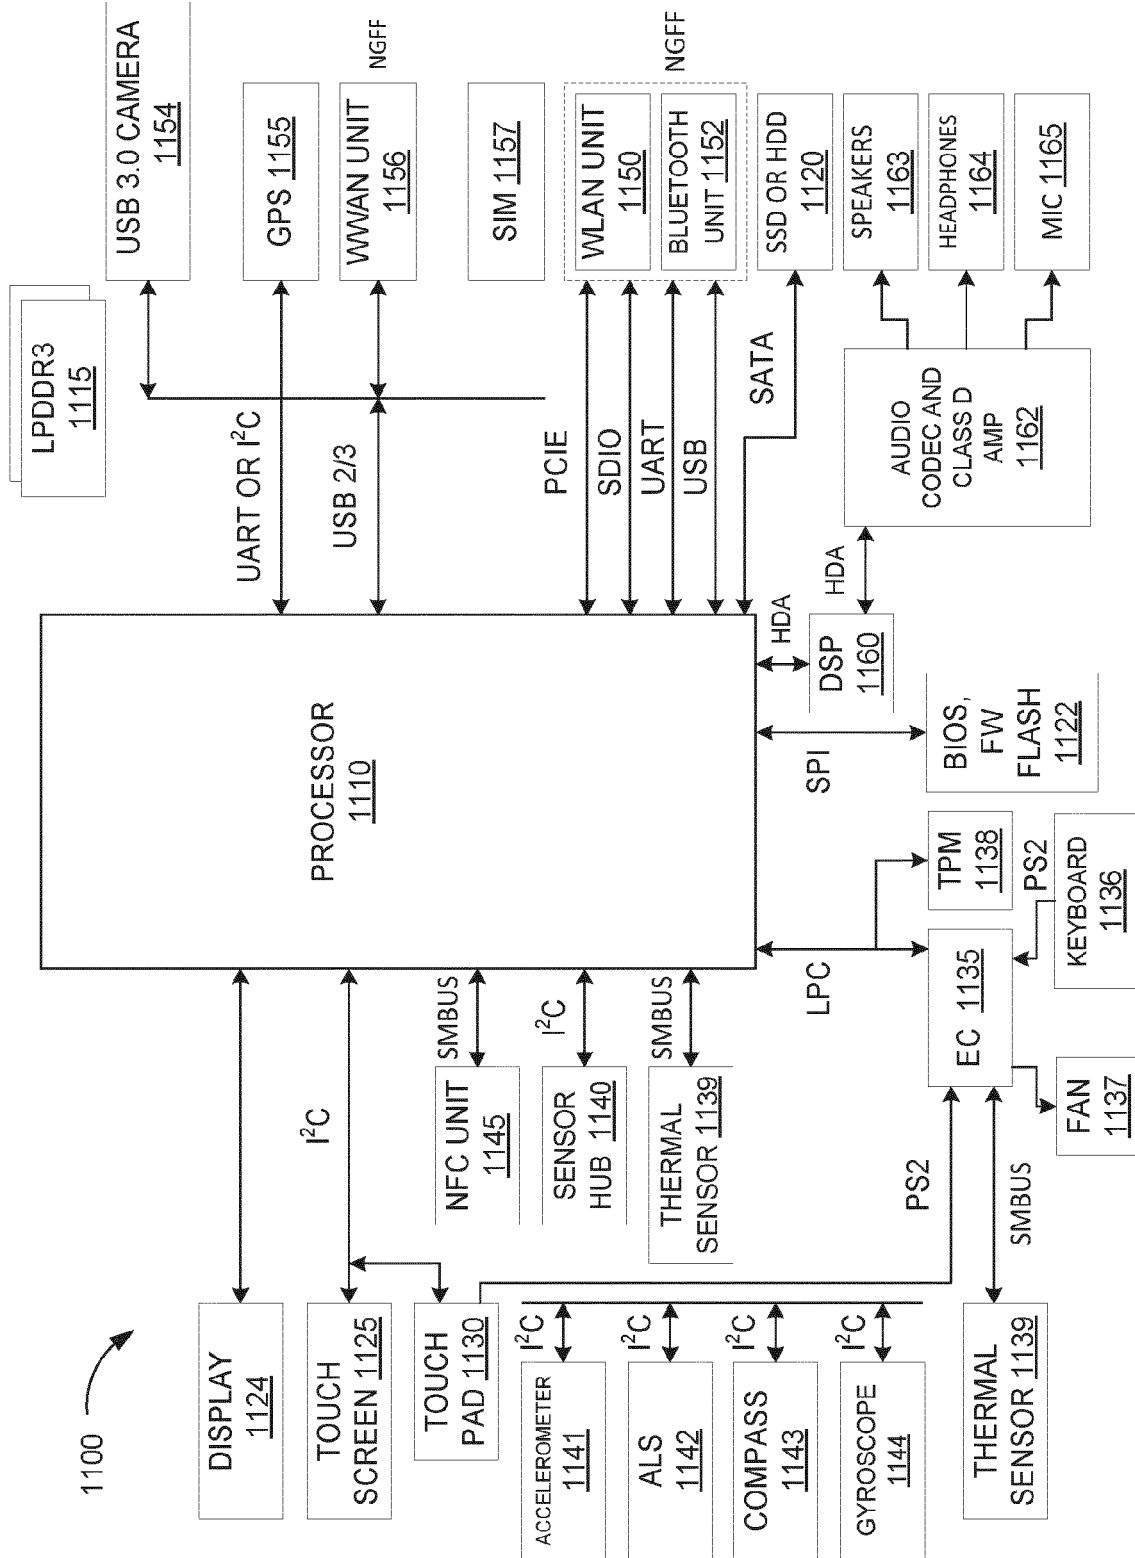 1100
DISPLAY
1124
TOUCH
SCREEN 1125
TOUCH
PAD 1130
ACCELEROMETER
1141
ALS
1142
COMPASS
1143
GYROSCOPE
1144
THERMAL
SENSOR 1139
I²C
I²C
I²C
I²C
I²C
PS2
SMBUS
NFC UNIT
1145
SENSOR
HUB 1140
THERMAL
SENSOR 1139
SMBUS
I²C
SMBUS
FAN
1137
EC 1135
LPC
KEYBOARD
1136
PS2
TPM
1138
PROCESSOR
1110
SPI
BIOS,
FW
FLASH
1122
DSP
1160
HDA
HDA
LPDDR3
1115
UART OR I²C
USB 2/3
PCIE
SDIO
UART
USB
SATA
AUDIO
CODEC AND
CLASS D
AMP
1162
USB 3.0 CAMERA
1154
GPS 1155
WWAN UNIT
1156
NGFF
SIM 1157
WLAN UNIT
1150
BLUETOOTH
UNIT 1152
NGFF
SSD OR HDD
1120
SPEAKERS
1163
HEADPHONES
1164
MIC 1165